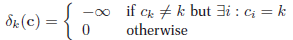 δ_k(c) = { −∞ if c_k ≠ k but ∃i : c_i = k
0 otherwise